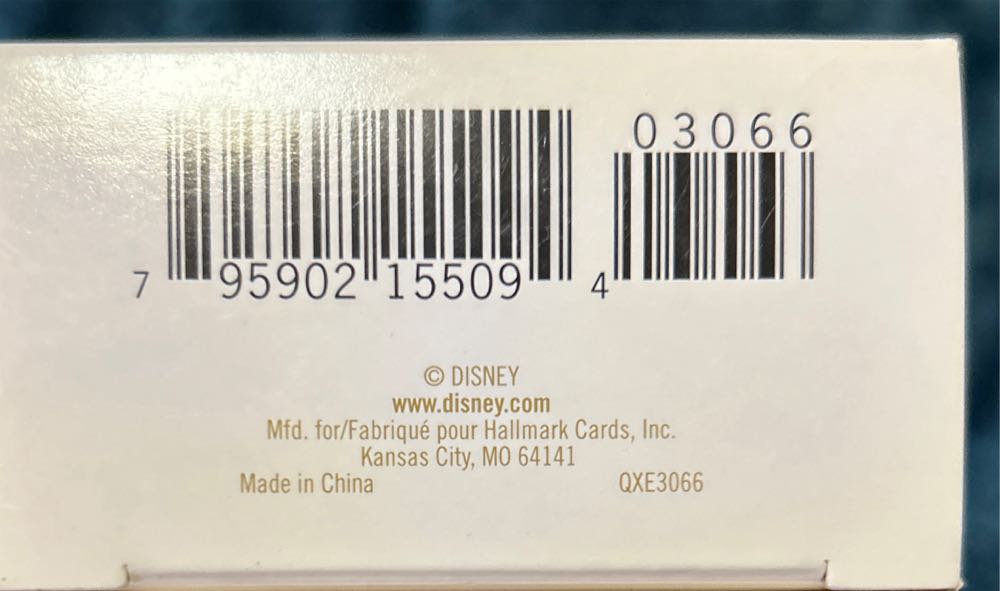 03066
7 95902 15509 4
© DISNEY
www.disney.com
Mfd. for/Fabriqué pour Hallmark Cards, Inc.
Kansas City, MO 64141
Made in China QXE3066